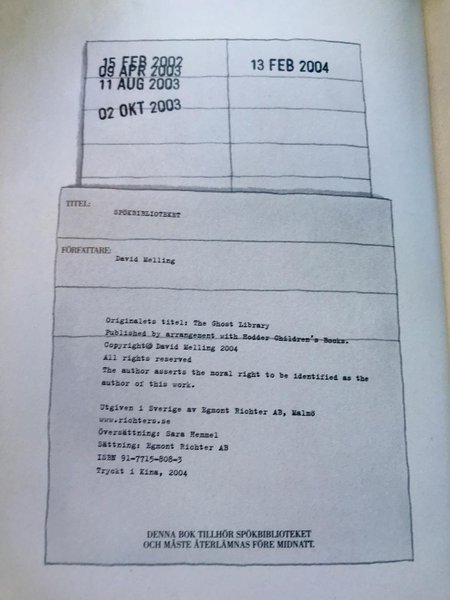 15 FEB 2002
09 APR 2003
11 AUG 2003
02 OKT 2003
13 FEB 2004
TITEL:
SPÖKBIBLIOTEKET
FÖRFATTARE:
David Melling
Originalets titel: The Ghost Library
Published by arrangement with Hodder Children's Books.
Copyright© David Melling 2004
All rights reserved
The author asserts the moral right to be identified as the
author of this work.
Utgiven i Sverige av Egmont Richter AB, Malmö
www.richters.se
Översättning: Sara Hemmel
Sättning: Egmont Richter AB
ISBN 91-7715-808-3
Tryckt i Kina, 2004
DENNA BOK TILLHÖR SPÖKBIBLIOTEKET
OCH MÅSTE ÅTERLÄMNAS FÖRE MIDNATT.